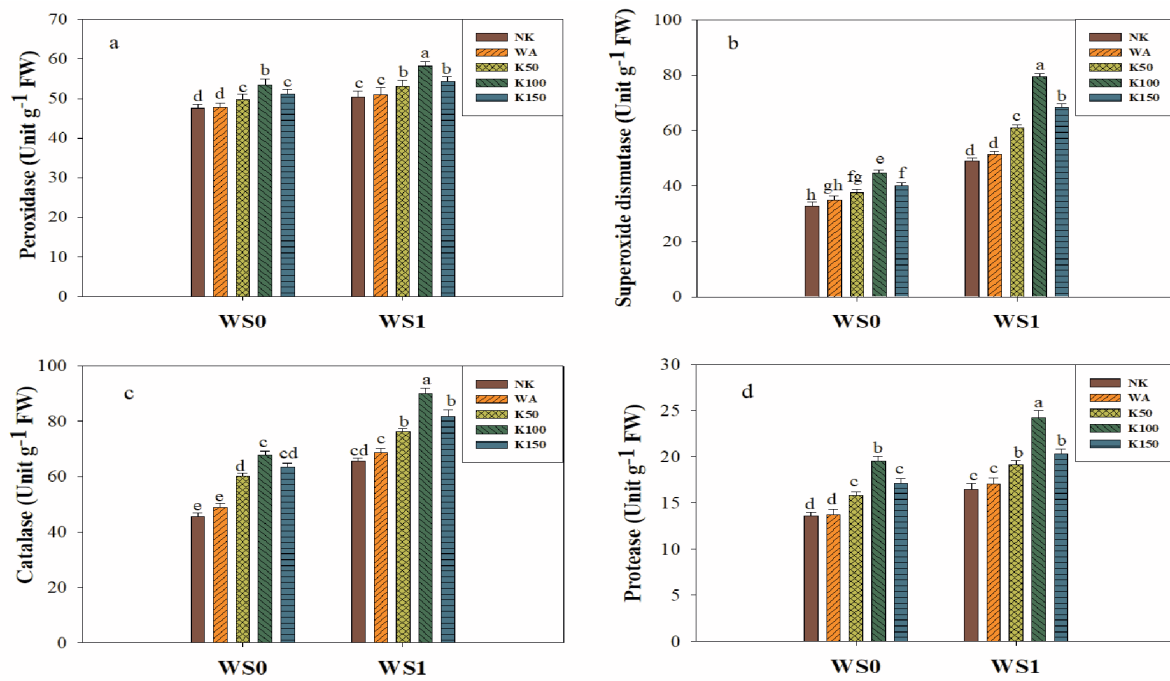 a
Peroxidase (Unit g-1 FW)
70
60
50
40
30
20
10
0
d d c b c
c c b a b
WS0 WS1
NK
WA
K50
K100
K150
b
Superoxide dismutase (Unit g-1 FW)
100
80
60
40
20
0
h gh fg e f
d d c a b
WS0 WS1
NK
WA
K50
K100
K150
c
Catalase (Unit g-1 FW)
100
80
60
40
20
0
e e d c cd
cd c b a b
WS0 WS1
NK
WA
K50
K100
K150
d
Protease (Unit g-1 FW)
30
25
20
15
10
5
0
d d c b c
c c b a b
WS0 WS1
NK
WA
K50
K100
K150